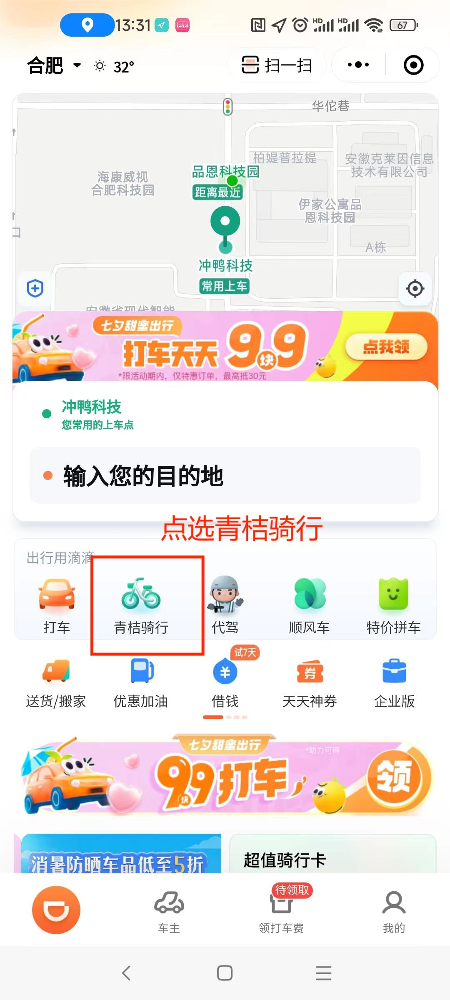 13:31
HD HD 67
合肥 32° 扫一扫
华佗巷
柏媞普拉提
安徽克莱因信息
技术有限公司
海康威视
合肥科技园
品恩科技园
距离最近
伊家公寓品
恩科技园
A栋
冲鸭科技
常用上车
安徽省现代智能
七夕甜蜜出行
打车天天9块9
点我领
*限活动期内，仅特惠订单，最高抵30元
冲鸭科技
您常用的上车点
输入您的目的地
点选青桔骑行
出行用滴滴
打车 青桔骑行 代驾 顺风车 特价拼车
试7天
送货/搬家 优惠加油 借钱 天天神券 企业版
券
七夕甜蜜出行
*助力可得
9块9打车
领
消暑防晒车品低至5折
超值骑行卡
待领取
车主 领打车费 我的